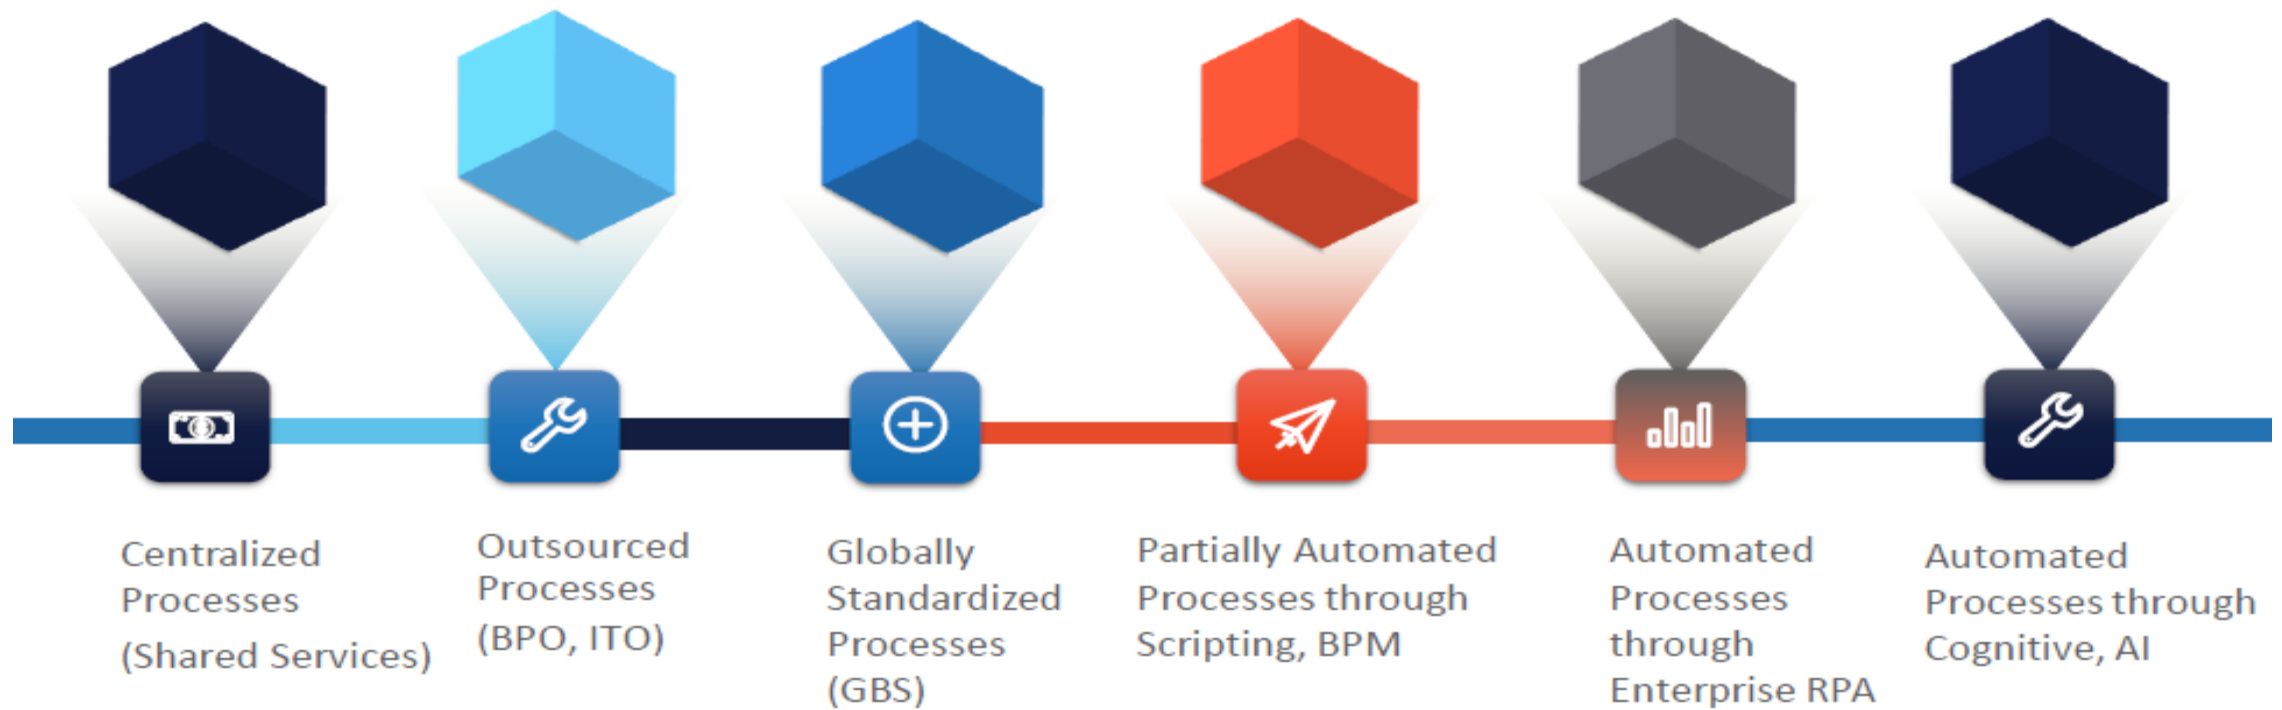 Centralized
Processes
(Shared Services)
Outsourced
Processes
(BPO, ITO)
Globally
Standardized
Processes
(GBS)
Partially Automated
Processes through
Scripting, BPM
Automated
Processes
through
Enterprise RPA
Automated
Processes through
Cognitive, AI